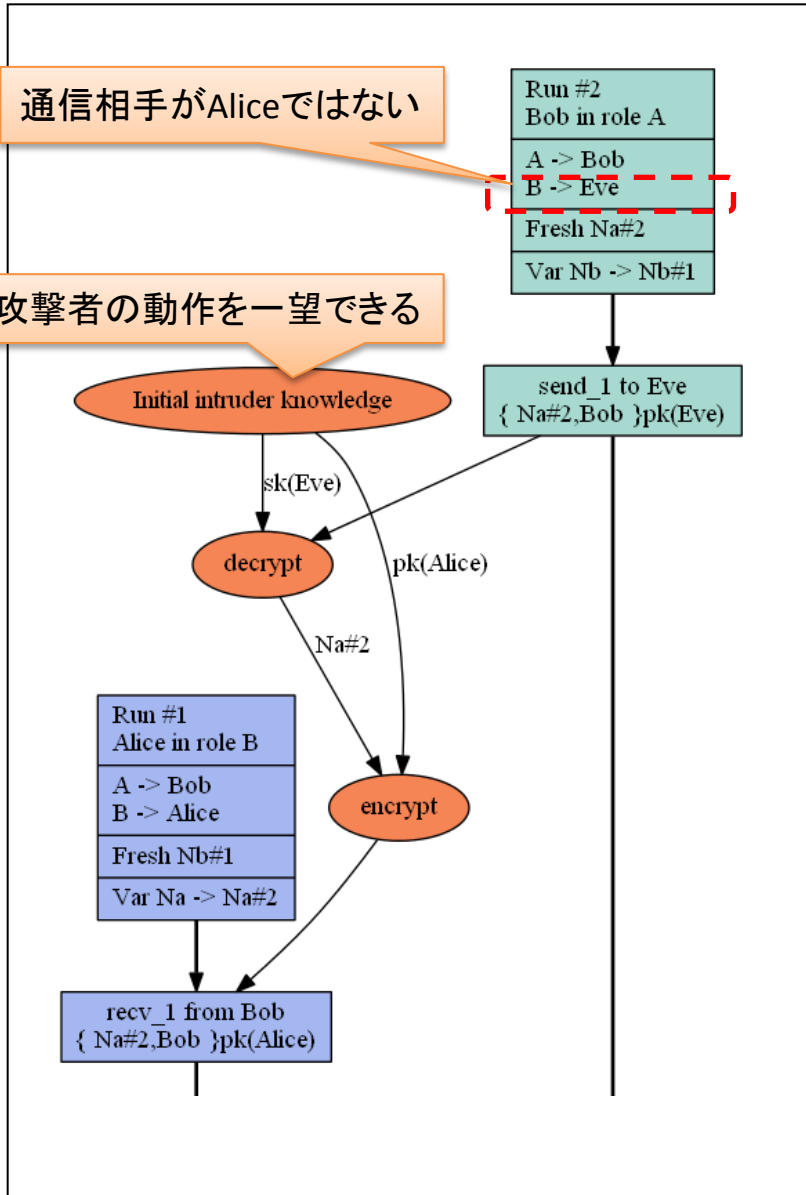 通信相手がAliceではない
Run #2
Bob in role A
A -> Bob
B -> Eve
Fresh Na#2
Var Nb -> Nb#1
攻撃者の動作を一望できる
Initial intruder knowledge
send_1 to Eve
{ Na#2,Bob }pk(Eve)
sk(Eve)
decrypt
pk(Alice)
Na#2
Run #1
Alice in role B
A -> Bob
B -> Alice
Fresh Nb#1
Var Na -> Na#2
encrypt
recv_1 from Bob
{ Na#2,Bob }pk(Alice)